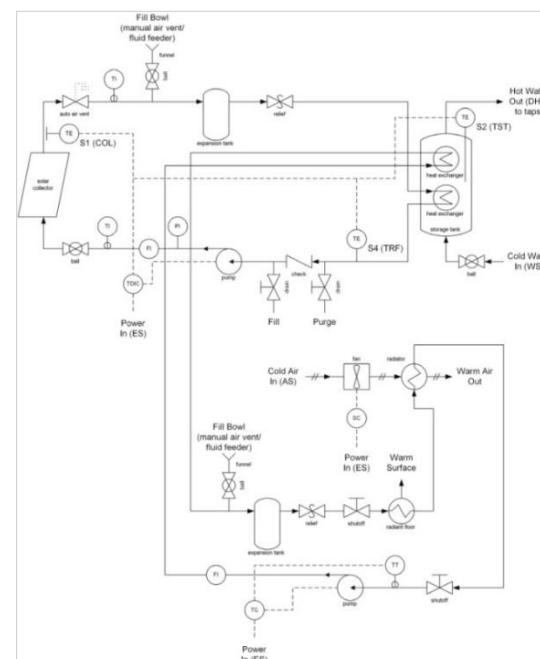 Fill Bowl
(manual air vent/
fluid feeder)
funnel
ball
TI
auto air vent
expansion tank
relief
Hot Wat
Out (DH
to taps
TE
S2 (TST)
TE
S1 (COL)
solar
collector
heat exchanger
heat exchanger
storage tank
TI
PI
FI
TE
S4 (TRF)
ball
pump
check
drain
drain
ball
Cold Wa
In (WS
TDIC
Fill
Purge
Power
In (ES)
fan
radiator
Cold Air
In (AS)
Warm Air
Out
SC
Fill Bowl
(manual air vent/
fluid feeder)
Power
In (ES)
Warm
Surface
funnel
ball
expansion tank
relief
shutoff
radiant floor
FI
TT
TC
pump
shutoff
Power
In (ES)